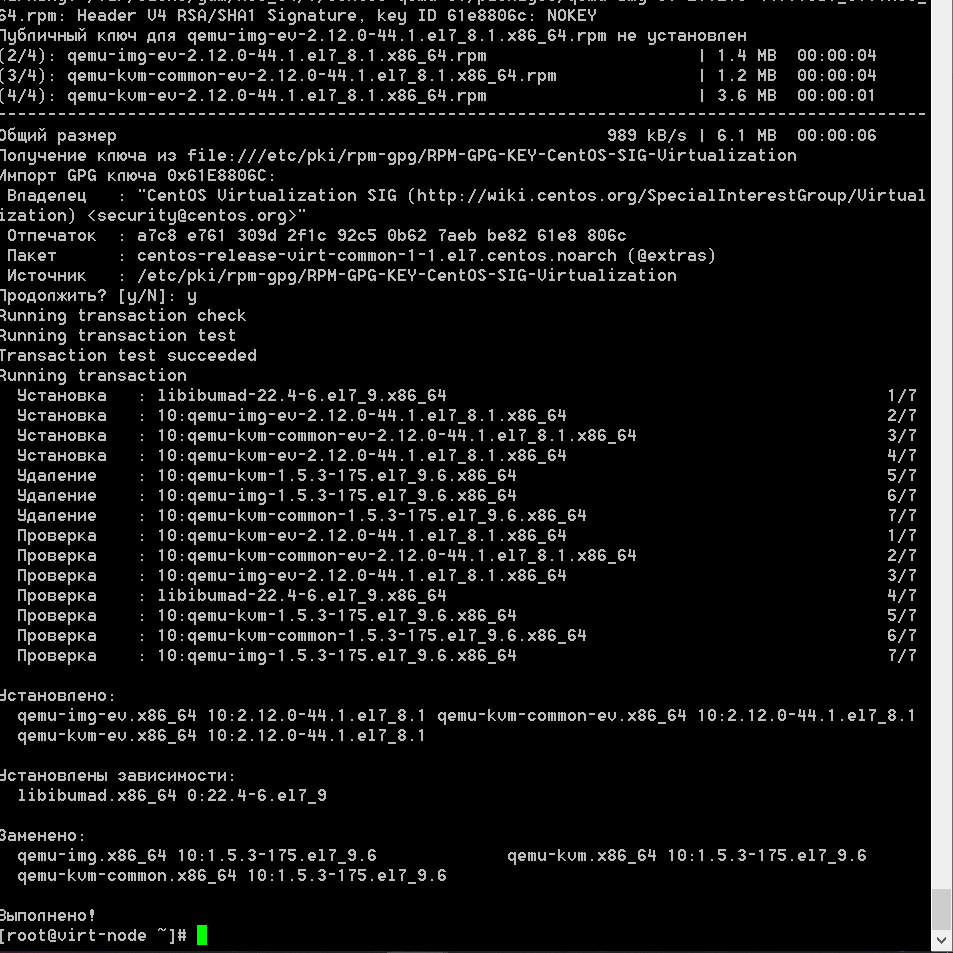 64.rpm: Header V4 RSA/SHA1 Signature, key ID 61e8806c: NOKEY
Публичный ключ для qemu-img-ev-2.12.0-44.1.el7_8.1.x86_64.rpm не установлен
(2/4): qemu-img-ev-2.12.0-44.1.el7_8.1.x86_64.rpm | 1.4 MB 00:00:04
(3/4): qemu-kvm-common-ev-2.12.0-44.1.el7_8.1.x86_64.rpm | 1.2 MB 00:00:04
(4/4): qemu-kvm-ev-2.12.0-44.1.el7_8.1.x86_64.rpm | 3.6 MB 00:00:01
--------------------------------------------------------------------------------
Общий размер 989 kB/s | 6.1 MB 00:00:06
Получение ключа из file:///etc/pki/rpm-gpg/RPM-GPG-KEY-CentOS-SIG-Virtualization
Импорт GPG ключа 0x61E8806C:
Владелец : "CentOS Virtualization SIG (http://wiki.centos.org/SpecialInterestGroup/Virtual
ization) <security@centos.org>"
Отпечаток : a7c8 e761 309d 2f1c 92c5 0b62 7aeb be82 61e8 806c
Пакет : centos-release-virt-common-1-1.el7.centos.noarch (@extras)
Источник : /etc/pki/rpm-gpg/RPM-GPG-KEY-CentOS-SIG-Virtualization
Продолжить? [y/N]: y
Running transaction check
Running transaction test
Transaction test succeeded
Running transaction
Установка : libibumad-22.4-6.el7_9.x86_64 1/7
Установка : 10:qemu-img-ev-2.12.0-44.1.el7_8.1.x86_64 2/7
Установка : 10:qemu-kvm-common-ev-2.12.0-44.1.el7_8.1.x86_64 3/7
Установка : 10:qemu-kvm-ev-2.12.0-44.1.el7_8.1.x86_64 4/7
Удаление : 10:qemu-kvm-1.5.3-175.el7_9.6.x86_64 5/7
Удаление : 10:qemu-img-1.5.3-175.el7_9.6.x86_64 6/7
Удаление : 10:qemu-kvm-common-1.5.3-175.el7_9.6.x86_64 7/7
Проверка : 10:qemu-kvm-ev-2.12.0-44.1.el7_8.1.x86_64 1/7
Проверка : 10:qemu-kvm-common-ev-2.12.0-44.1.el7_8.1.x86_64 2/7
Проверка : 10:qemu-img-ev-2.12.0-44.1.el7_8.1.x86_64 3/7
Проверка : libibumad-22.4-6.el7_9.x86_64 4/7
Проверка : 10:qemu-kvm-1.5.3-175.el7_9.6.x86_64 5/7
Проверка : 10:qemu-kvm-common-1.5.3-175.el7_9.6.x86_64 6/7
Проверка : 10:qemu-img-1.5.3-175.el7_9.6.x86_64 7/7
Установлено:
qemu-img-ev.x86_64 10:2.12.0-44.1.el7_8.1 qemu-kvm-common-ev.x86_64 10:2.12.0-44.1.el7_8.1
qemu-kvm-ev.x86_64 10:2.12.0-44.1.el7_8.1
Установлены зависимости:
libibumad.x86_64 0:22.4-6.el7_9
Заменено:
qemu-img.x86_64 10:1.5.3-175.el7_9.6 qemu-kvm.x86_64 10:1.5.3-175.el7_9.6
qemu-kvm-common.x86_64 10:1.5.3-175.el7_9.6
Выполнено!
[root@virt-node ~]#